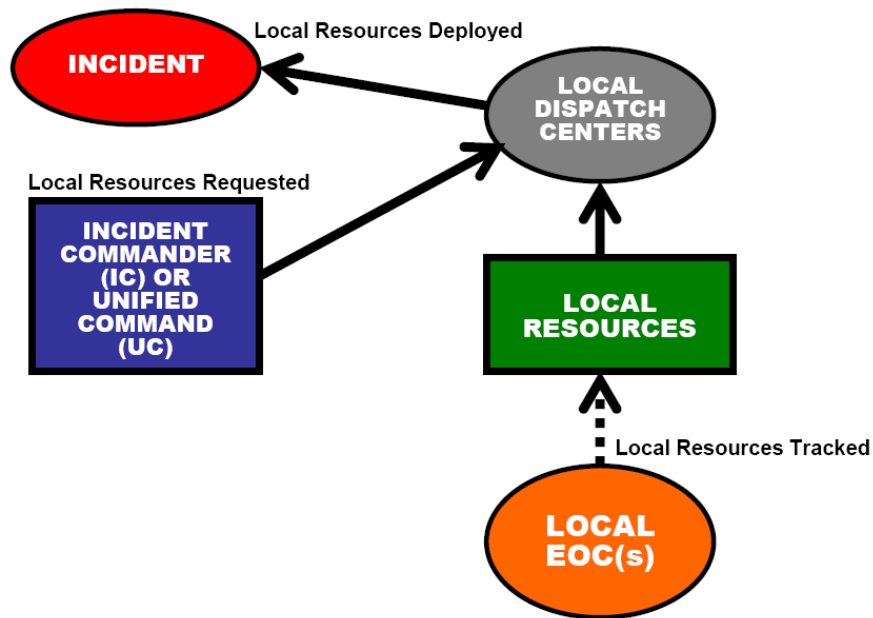 Local Resources Deployed
INCIDENT
LOCAL
DISPATCH
CENTERS
Local Resources Requested
INCIDENT
COMMANDER
(IC) OR
UNIFIED
COMMAND
(UC)
LOCAL
RESOURCES
Local Resources Tracked
LOCAL
EOC(s)